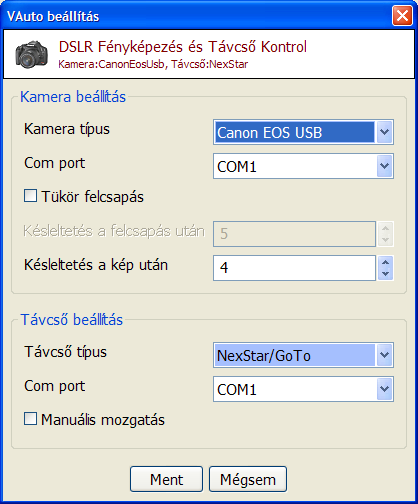 VAuto beállítás
DSLR Fényképezés és Távcső Kontrol
Kamera:CanonEosUsb, Távcső:NexStar
Kamera beállítás
Kamera típus Canon EOS USB
Com port COM1
Tükör felcsapás
Késleltetés a felcsapás után 5
Késleltetés a kép után 4
Távcső beállítás
Távcső típus NexStar/GoTo
Com port COM1
Manuális mozgatás
Ment Mégsem